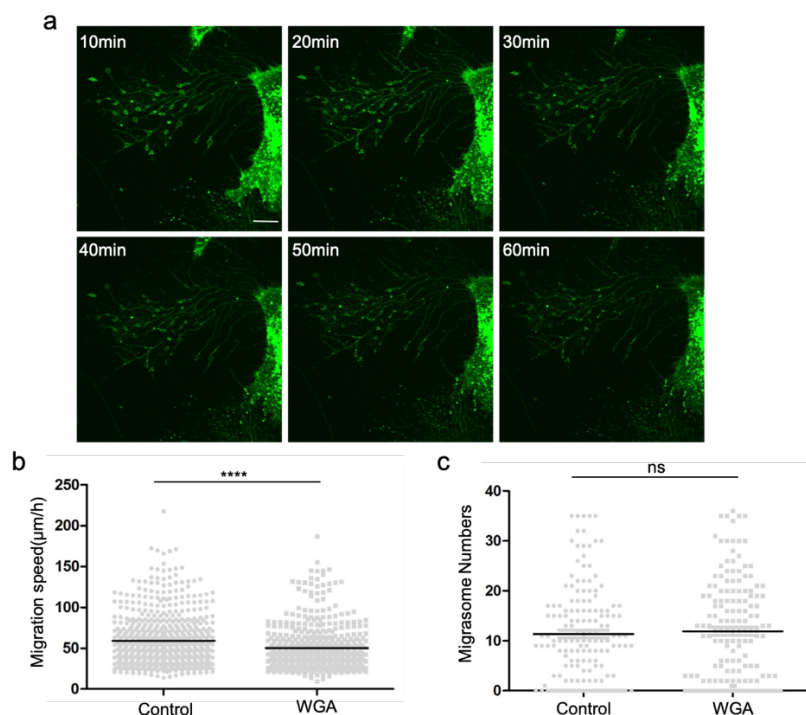 a
10min 20min 30min
40min 50min 60min
b
****
Migration speed(μm/h)
250
200
150
100
50
0
Control WGA
c
ns
Migrasome Numbers
40
30
20
10
0
Control WGA